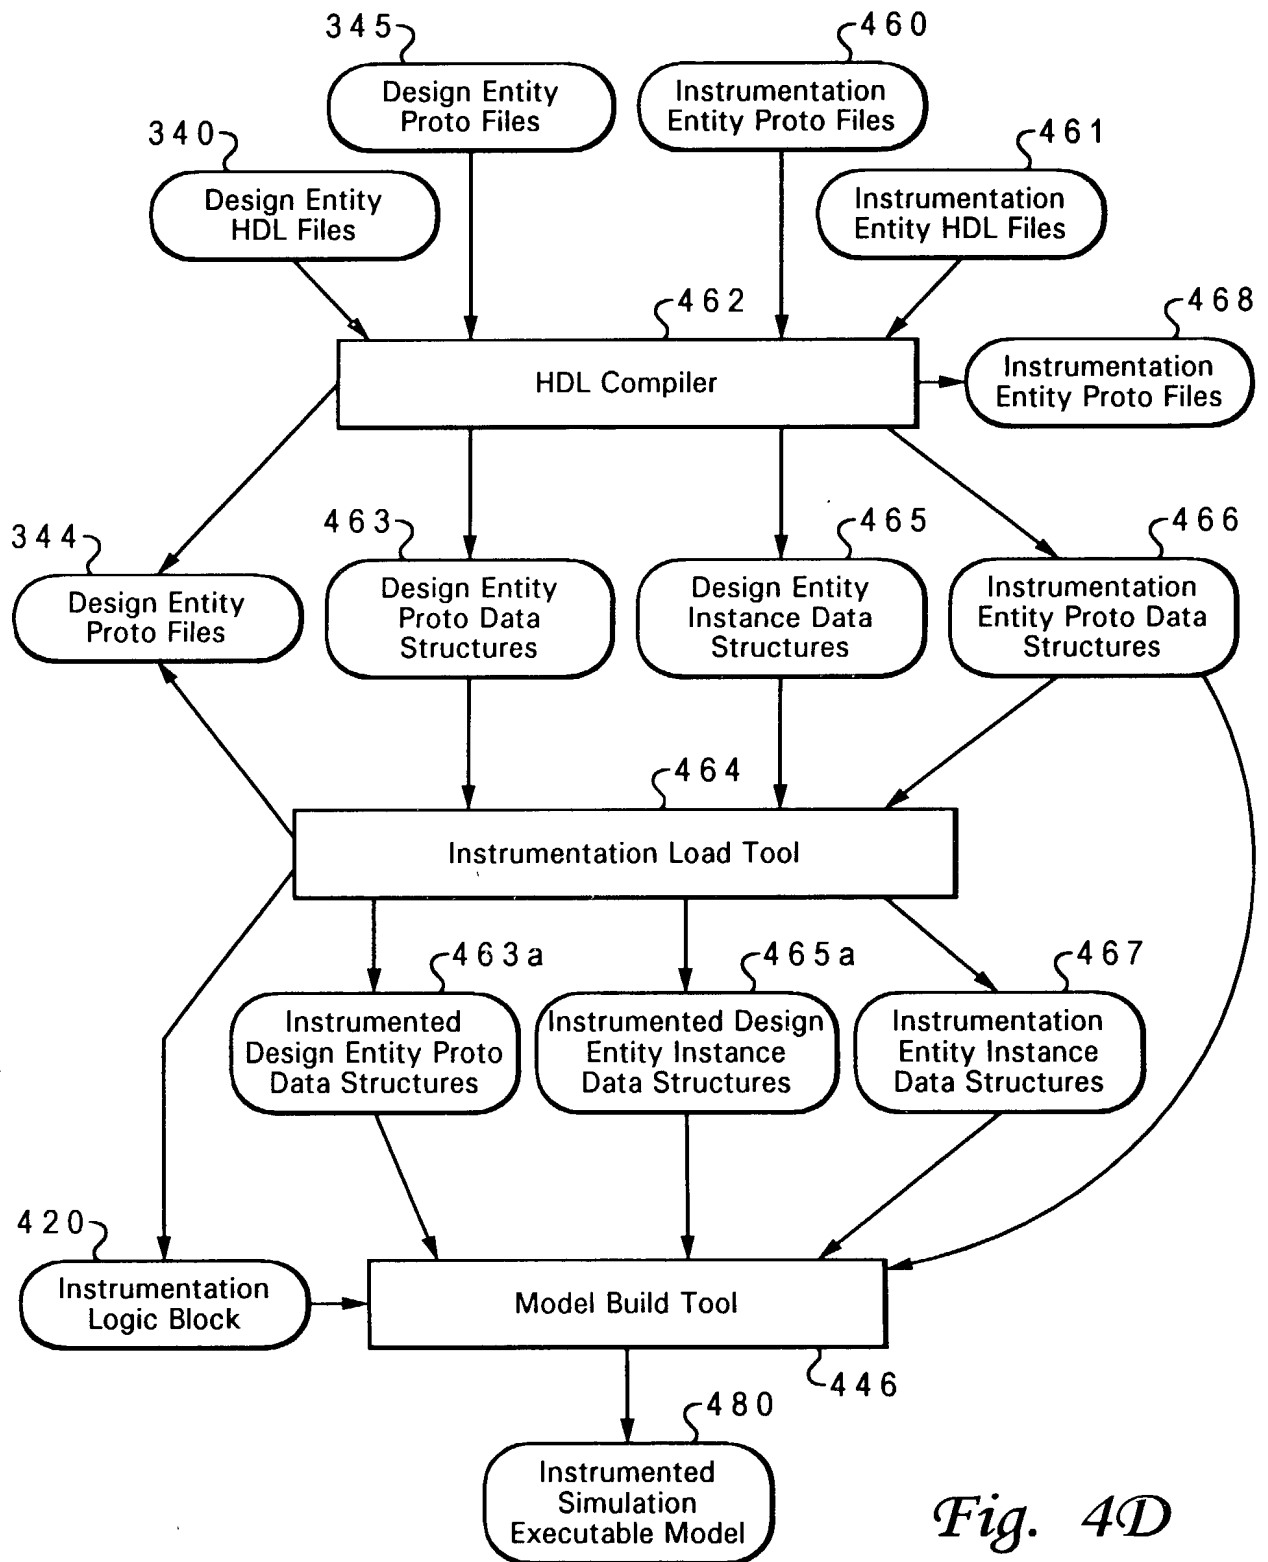 345
460
Design Entity
Proto Files
Instrumentation
Entity Proto Files
340
461
Design Entity
HDL Files
Instrumentation
Entity HDL Files
462
468
HDL Compiler
Instrumentation
Entity Proto Files
344
463
465
466
Design Entity
Proto Files
Design Entity
Proto Data
Structures
Design Entity
Instance Data
Structures
Instrumentation
Entity Proto Data
Structures
464
Instrumentation Load Tool
463a
465a
467
Instrumented
Design Entity Proto
Data Structures
Instrumented Design
Entity Instance
Data Structures
Instrumentation
Entity Instance
Data Structures
420
Instrumentation
Logic Block
Model Build Tool
446
480
Instrumented
Simulation
Executable Model
Fig. 4D